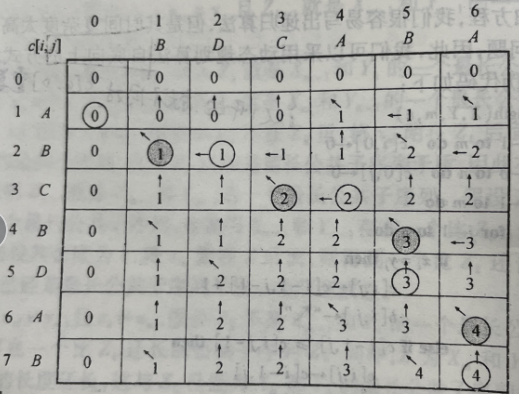 0 1 2 3 4 5 6
c[i,j] B D C A B A
0 0 0 0 0 0 0 0
1 A 0 ↑0 ↑0 ↑0 ↖1 ←1 ↖1
2 B 0 ↖1 ←1 ←1 ↑1 ↖2 ←2
3 C 0 ↑1 ↑1 ↖2 ←2 ↑2 ↑2
4 B 0 ↖1 ↑1 ↑2 ↑2 ↖3 ←3
5 D 0 ↑1 ↖2 ↑2 ↑2 ↑3 ↑3
6 A 0 ↑1 ↑2 ↑2 ↖3 ↑3 ↖4
7 B 0 ↖1 ↑2 ↑2 ↑3 ↖4 ↑4